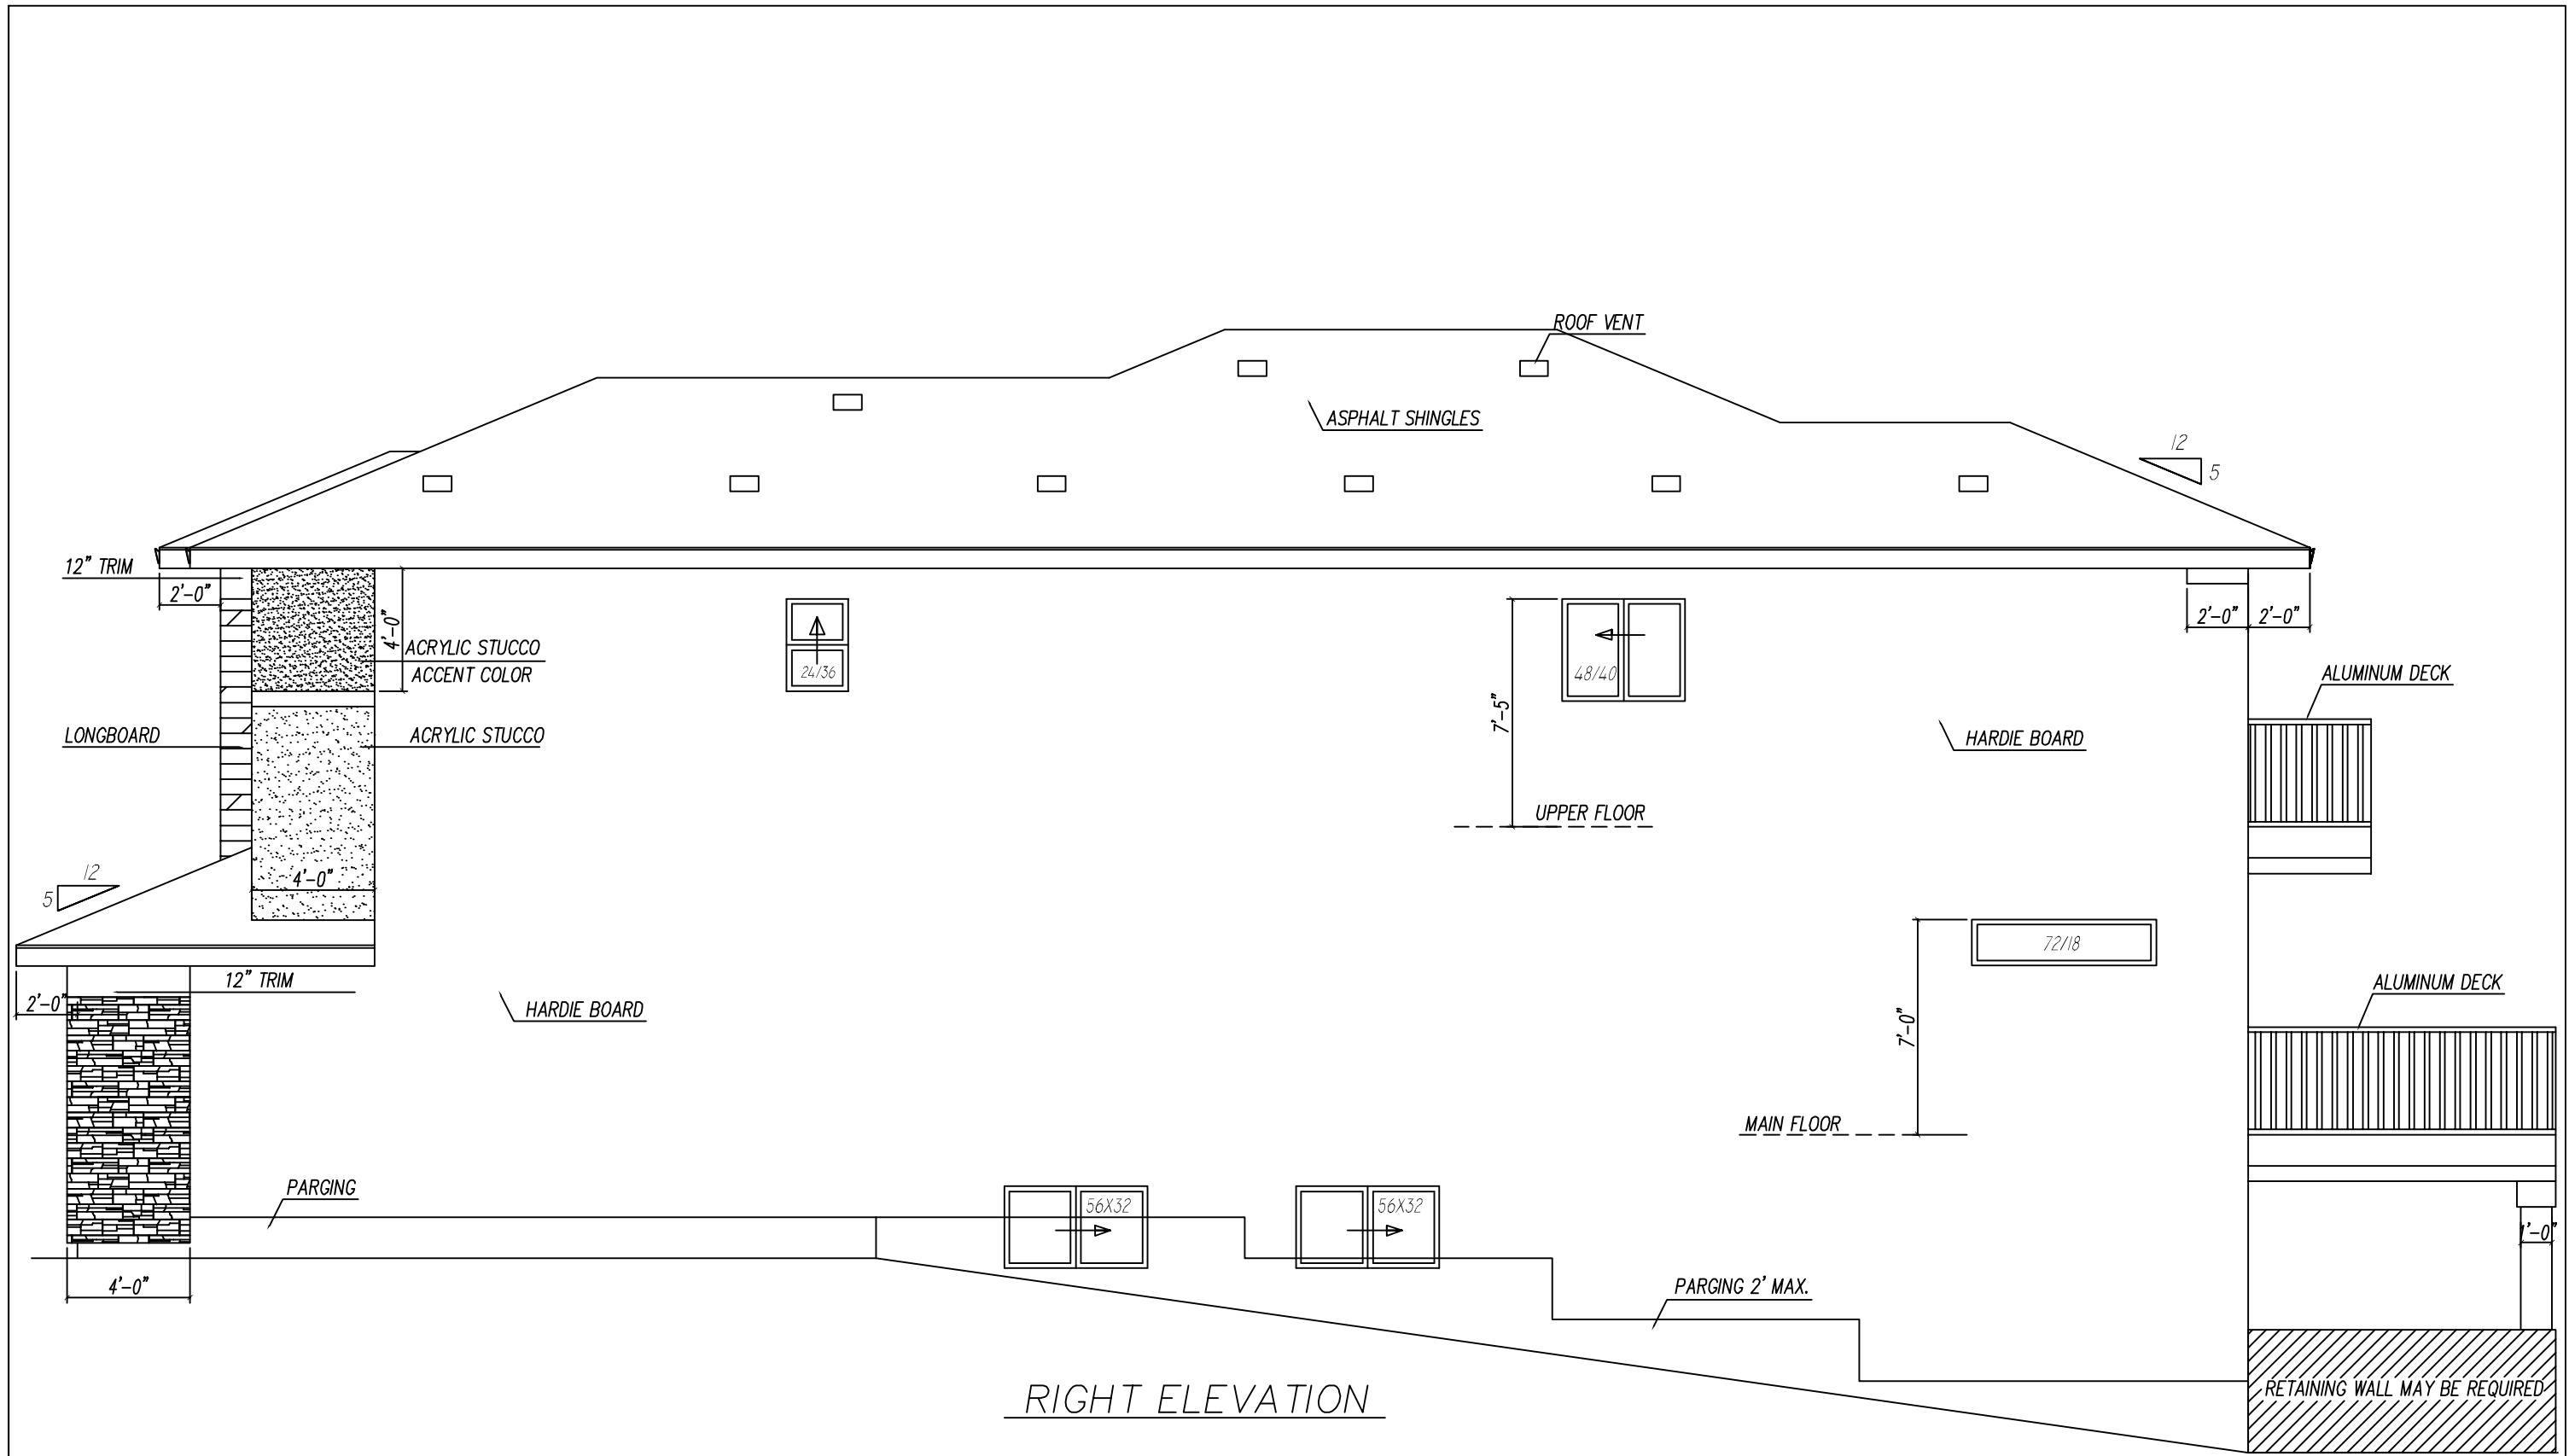 ROOF VENT
ASPHALT SHINGLES
12
5
12" TRIM
2'-0"
4'-0"
ACRYLIC STUCCO
ACCENT COLOR
24/36
48/40
2'-0"
2'-0"
ALUMINUM DECK
7'-5"
LONGBOARD
ACRYLIC STUCCO
HARDIE BOARD
UPPER FLOOR
12
5
4'-0"
72/18
12" TRIM
2'-0"
HARDIE BOARD
ALUMINUM DECK
7'-0"
MAIN FLOOR
PARGING
56X32
56X32
1'-0"
4'-0"
PARGING 2' MAX.
RETAINING WALL MAY BE REQUIRED
RIGHT ELEVATION